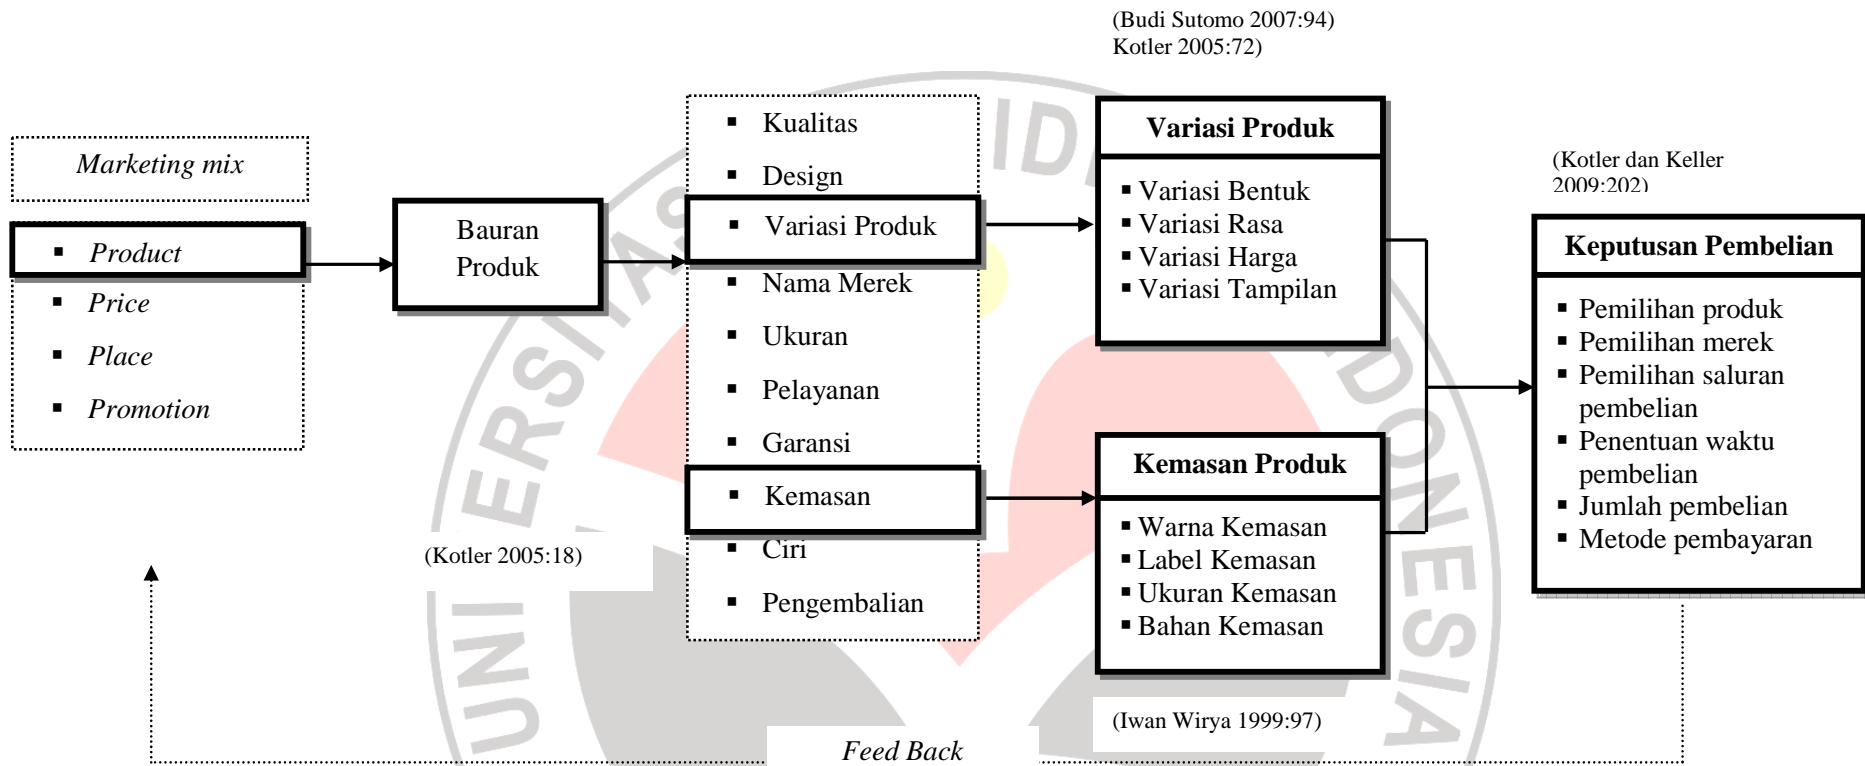 (Budi Sutomo 2007:94)
Kotler 2005:72)
Marketing mix
▪ Product
▪ Price
▪ Place
▪ Promotion
Bauran
Produk
(Kotler 2005:18)
▪ Kualitas
▪ Design
▪ Variasi Produk
▪ Nama Merek
▪ Ukuran
▪ Pelayanan
▪ Garansi
▪ Kemasan
▪ Ciri
▪ Pengembalian
Variasi Produk
▪ Variasi Bentuk
▪ Variasi Rasa
▪ Variasi Harga
▪ Variasi Tampilan
Kemasan Produk
▪ Warna Kemasan
▪ Label Kemasan
▪ Ukuran Kemasan
▪ Bahan Kemasan
(Iwan Wirya 1999:97)
(Kotler dan Keller
2009:202)
Keputusan Pembelian
▪ Pemilihan produk
▪ Pemilihan merek
▪ Pemilihan saluran
pembelian
▪ Penentuan waktu
pembelian
▪ Jumlah pembelian
▪ Metode pembayaran
Feed Back